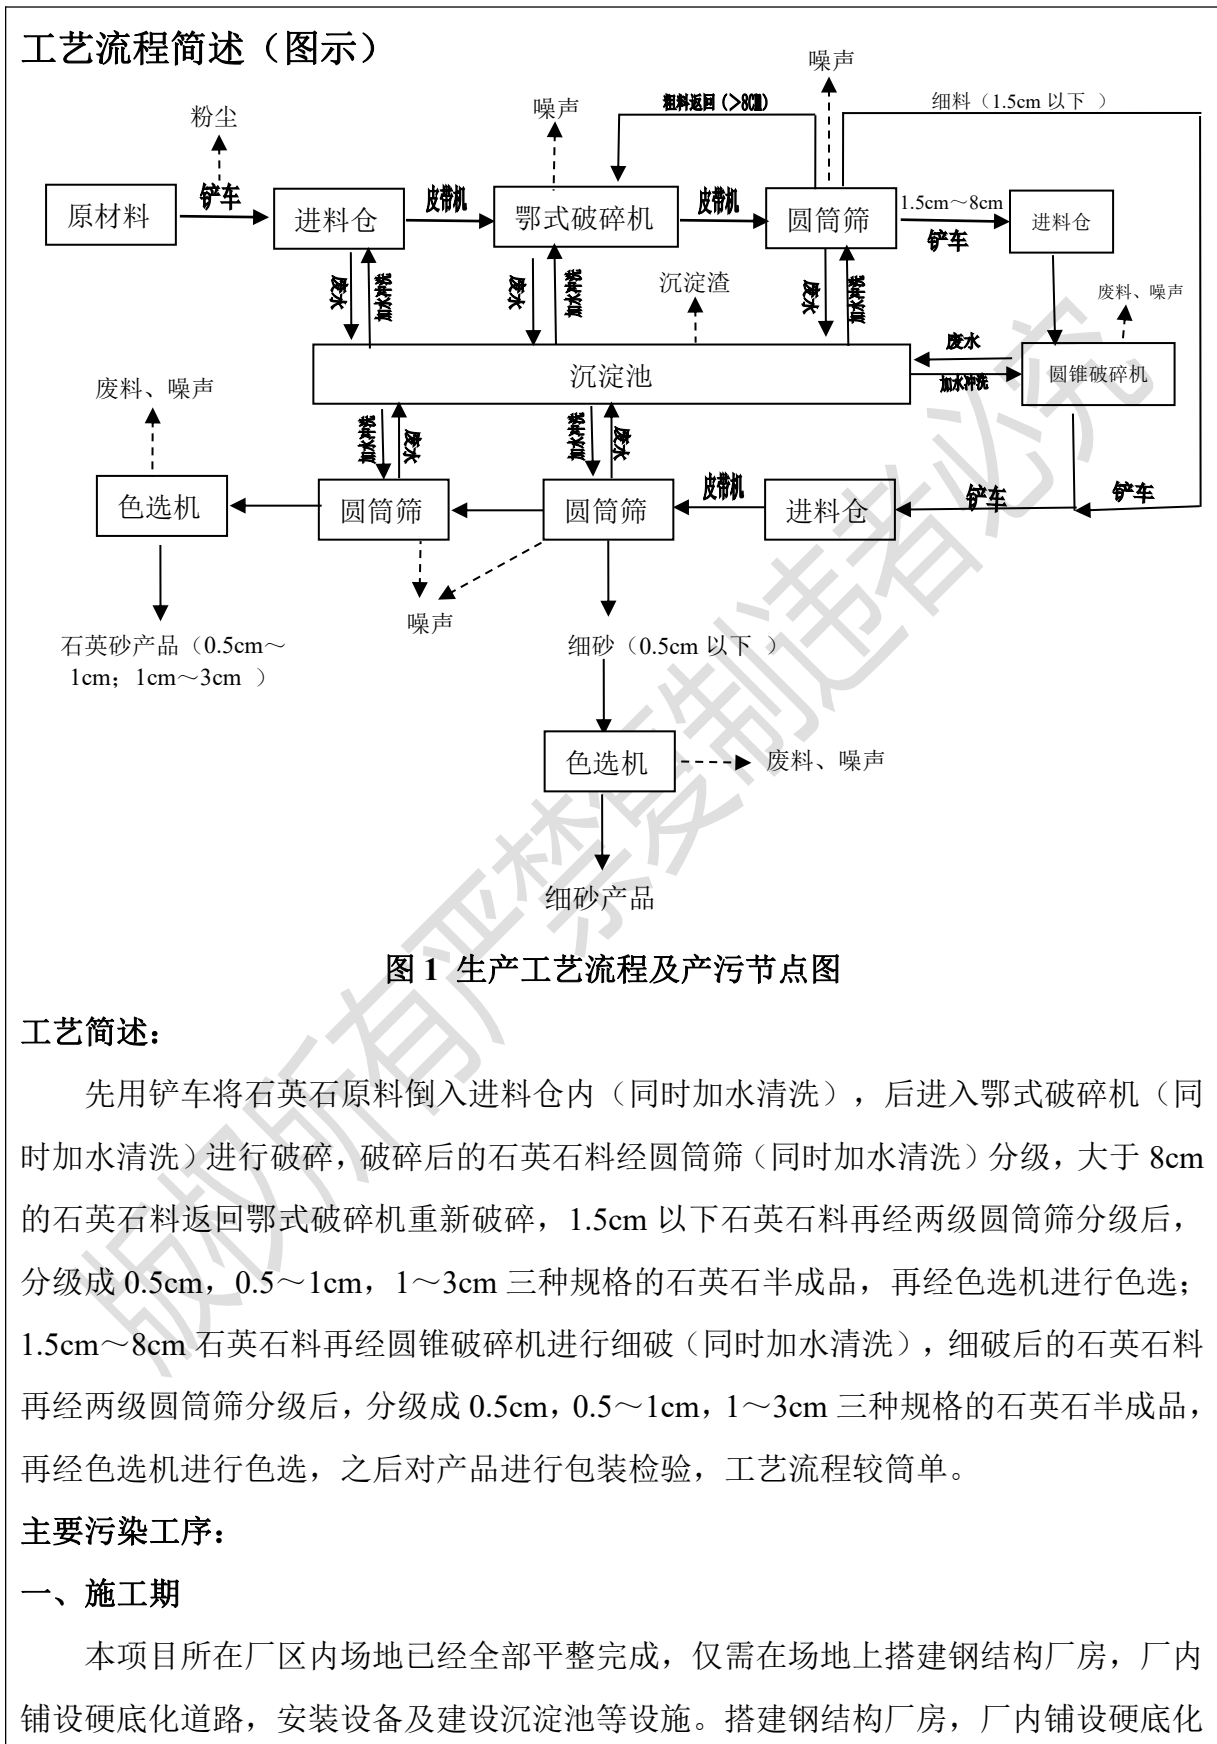 工艺流程简述（图示）
噪声
粉尘
噪声
粗料返回（＞8CM）
细料（1.5cm 以下 ）
原材料
铲车
进料仓
皮带机
鄂式破碎机
皮带机
圆筒筛
1.5cm～8cm
铲车
进料仓
废水
加水冲洗
废水
加水冲洗
沉淀渣
废水
加水冲洗
废料、噪声
沉淀池
废水
加水冲洗
圆锥破碎机
废料、噪声
加水冲洗
废水
加水冲洗
废水
色选机
圆筒筛
圆筒筛
皮带机
进料仓
铲车
铲车
噪声
石英砂产品（0.5cm～
1cm；1cm～3cm ）
细砂（0.5cm 以下 ）
色选机
废料、噪声
细砂产品
图 1 生产工艺流程及产污节点图
工艺简述：
先用铲车将石英石原料倒入进料仓内（同时加水清洗），后进入鄂式破碎机（同
时加水清洗）进行破碎，破碎后的石英石料经圆筒筛（同时加水清洗）分级，大于 8cm
的石英石料返回鄂式破碎机重新破碎，1.5cm 以下石英石料再经两级圆筒筛分级后，
分级成 0.5cm，0.5～1cm，1～3cm 三种规格的石英石半成品，再经色选机进行色选；
1.5cm～8cm 石英石料再经圆锥破碎机进行细破（同时加水清洗），细破后的石英石料
再经两级圆筒筛分级后，分级成 0.5cm，0.5～1cm，1～3cm 三种规格的石英石半成品，
再经色选机进行色选，之后对产品进行包装检验，工艺流程较简单。
主要污染工序：
一、施工期
本项目所在厂区内场地已经全部平整完成，仅需在场地上搭建钢结构厂房，厂内
铺设硬底化道路，安装设备及建设沉淀池等设施。搭建钢结构厂房，厂内铺设硬底化
版权所有严禁复制违者必究